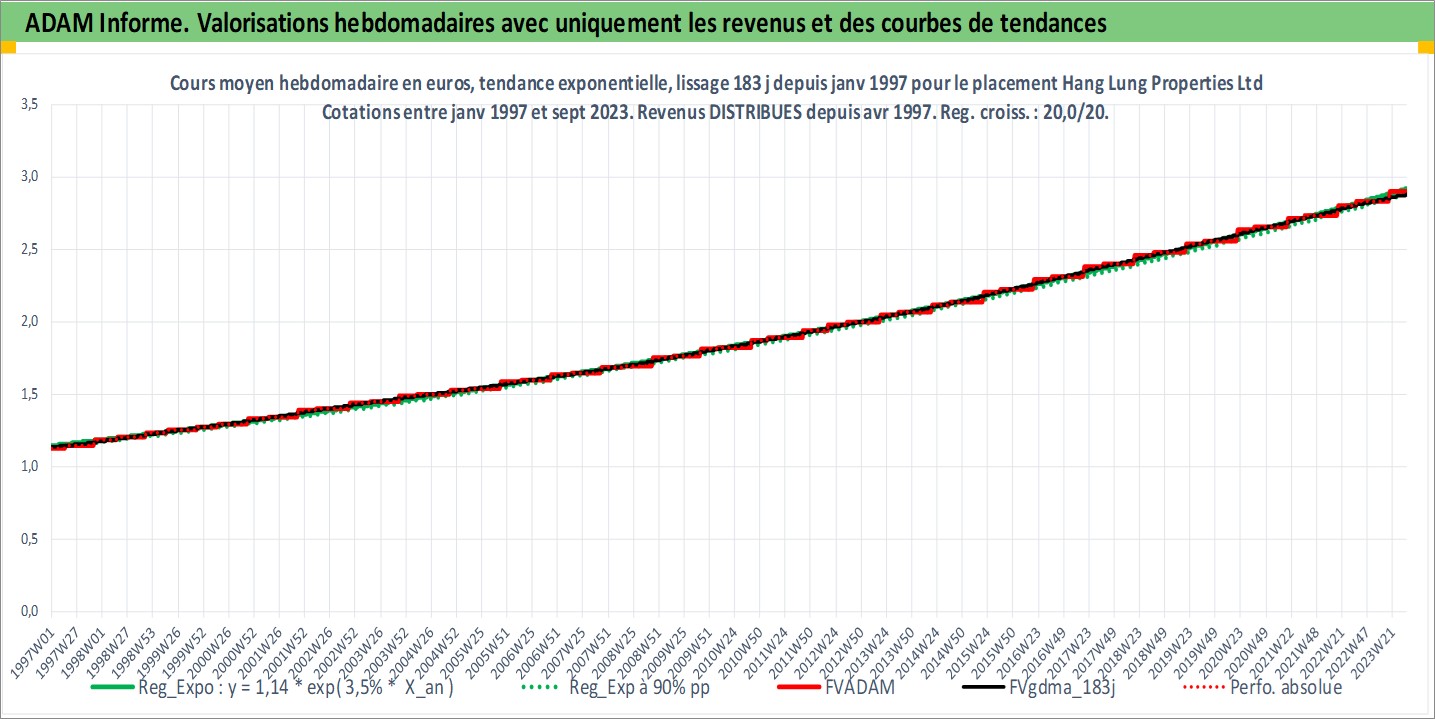 ADAM Informe. Valorisations hebdomadaires avec uniquement les revenus et des courbes de tendances
Cours moyen hebdomadaire en euros, tendance exponentielle, lissage 183 j depuis janv 1997 pour le placement Hang Lung Properties Ltd
Cotations entre janv 1997 et sept 2023. Revenus DISTRIBUES depuis avr 1997. Reg. croiss. : 20,0/20.
3,5
3,0
2,5
2,0
1,5
1,0
0,5
0,0
1997W01
1997W27
1998W01
1998W27
1998W53
1999W26
1999W52
2000W26
2000W52
2001W26
2001W52
2002W26
2002W52
2003W26
2003W52
2004W26
2004W52
2005W25
2005W51
2006W25
2006W51
2007W25
2007W51
2008W25
2008W51
2009W25
2009W51
2010W24
2010W50
2011W24
2011W50
2012W24
2012W50
2013W24
2013W50
2014W24
2014W50
2015W24
2015W50
2016W23
2016W49
2017W23
2017W49
2018W23
2018W49
2019W23
2019W49
2020W23
2020W49
2021W22
2021W48
2022W21
2022W47
2023W21
Reg_Expo : y = 1,14 * exp( 3,5% * X_an )
Reg_Exp à 90% pp
FVADAM
FVgdma_183j
Perfo. absolue